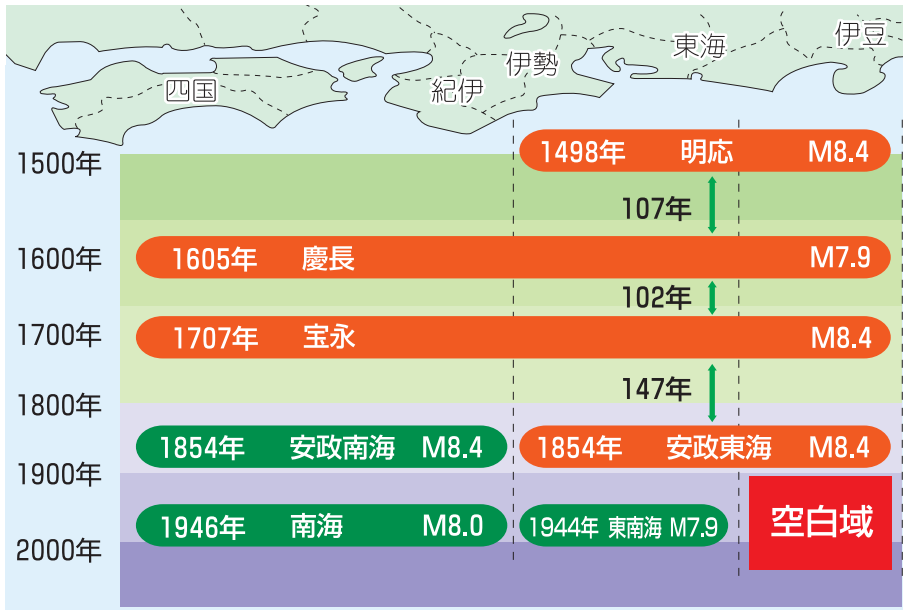 四国
紀伊
伊勢
東海
伊豆
1500年
1498年 明応 M8.4
107年
1600年
1605年 慶長 M7.9
102年
1700年
1707年 宝永 M8.4
147年
1800年
1854年 安政南海 M8.4
1854年 安政東海 M8.4
1900年
1946年 南海 M8.0
1944年 東南海 M7.9
空白域
2000年